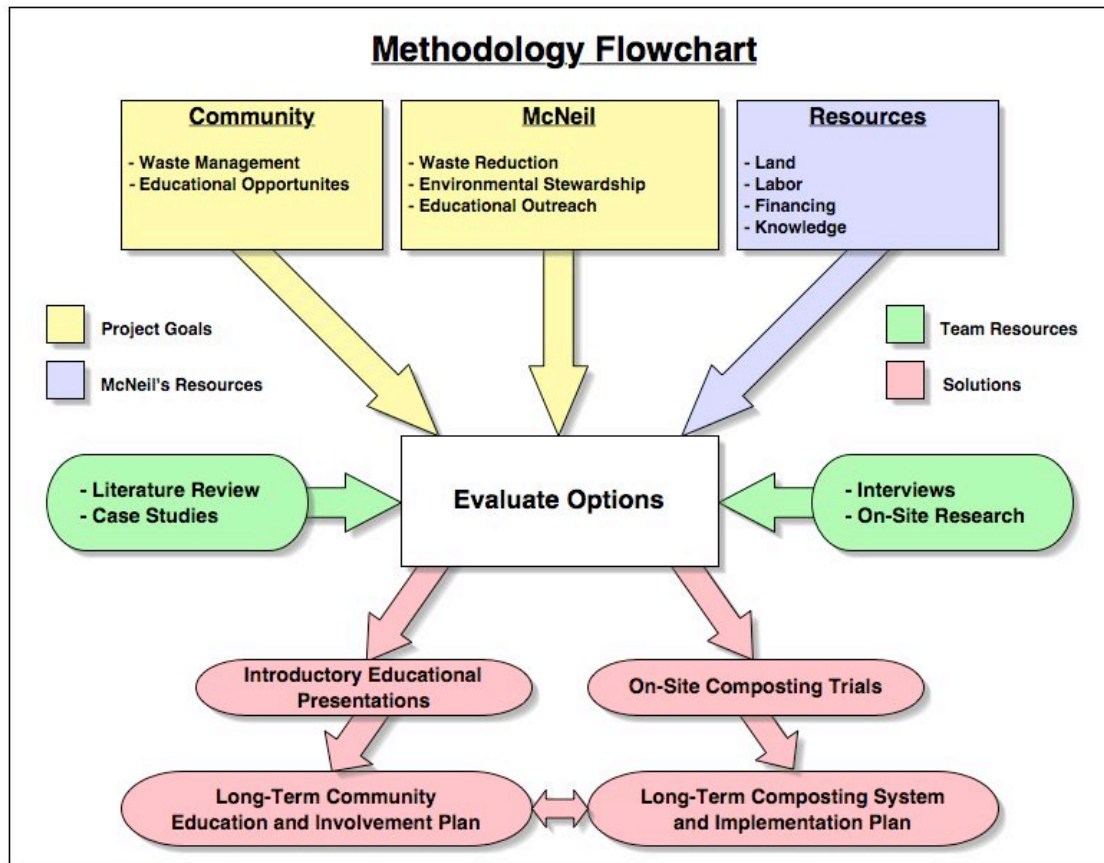 Methodology Flowchart
Community
- Waste Management
- Educational Opportunites
McNeil
- Waste Reduction
- Environmental Stewardship
- Educational Outreach
Resources
- Land
- Labor
- Financing
- Knowledge
Project Goals
McNeil's Resources
Team Resources
Solutions
- Literature Review
- Case Studies
Evaluate Options
- Interviews
- On-Site Research
Introductory Educational
Presentations
On-Site Composting Trials
Long-Term Community
Education and Involvement Plan
Long-Term Composting System
and Implementation Plan